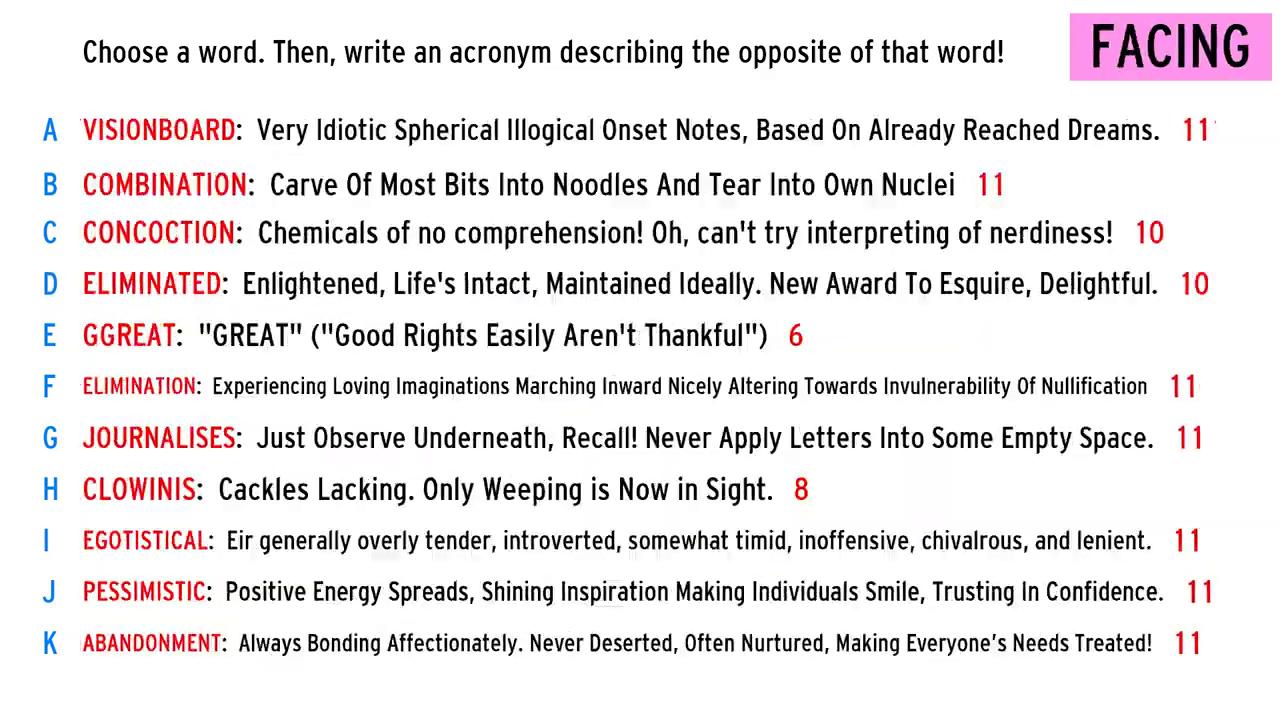 Choose a word. Then, write an acronym describing the opposite of that word!
FACING
A VISIONBOARD: Very Idiotic Spherical Illogical Onset Notes, Based On Already Reached Dreams. 11
B COMBINATION: Carve Of Most Bits Into Noodles And Tear Into Own Nuclei 11
C CONCOCTION: Chemicals of no comprehension! Oh, can't try interpreting of nerdiness! 10
D ELIMINATED: Enlightened, Life's Intact, Maintained Ideally. New Award To Esquire, Delightful. 10
E GGREAT: "GREAT" ("Good Rights Easily Aren't Thankful") 6
F ELIMINATION: Experiencing Loving Imaginations Marching Inward Nicely Altering Towards Invulnerability Of Nullification 11
G JOURNALISES: Just Observe Underneath, Recall! Never Apply Letters Into Some Empty Space. 11
H CLOWINIS: Cackles Lacking. Only Weeping is Now in Sight. 8
I EGOTISTICAL: Eir generally overly tender, introverted, somewhat timid, inoffensive, chivalrous, and lenient. 11
J PESSIMISTIC: Positive Energy Spreads, Shining Inspiration Making Individuals Smile, Trusting In Confidence. 11
K ABANDONMENT: Always Bonding Affectionately. Never Deserted, Often Nurtured, Making Everyone's Needs Treated! 11